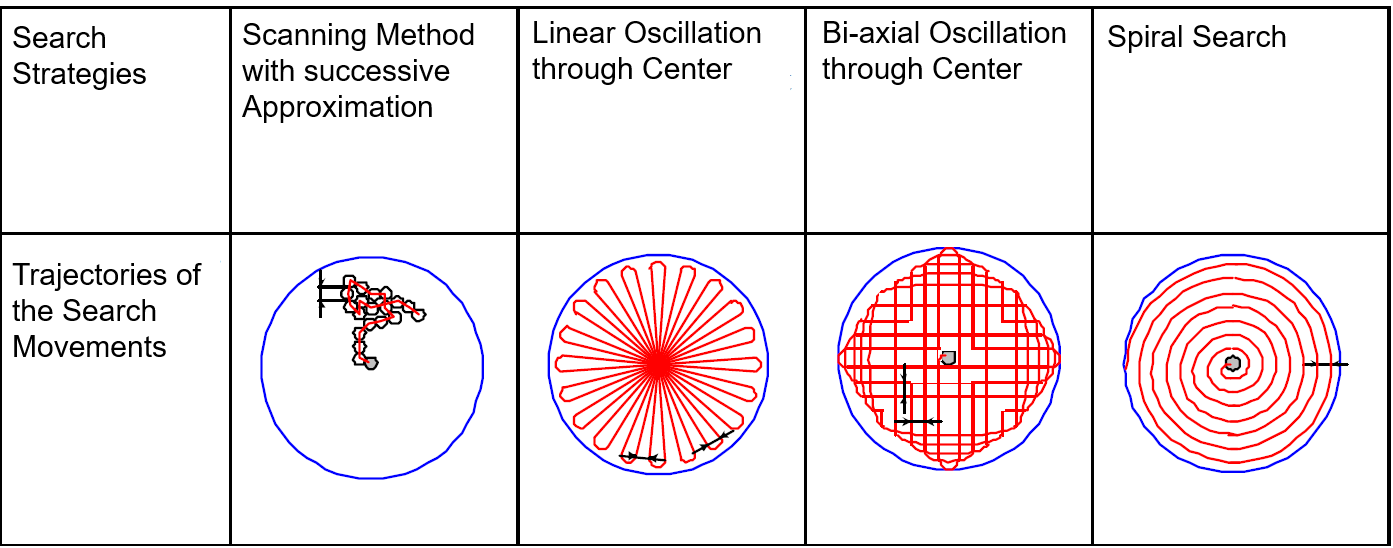 Search
Strategies
Scanning Method
with successive
Approximation
Linear Oscillation
through Center
Bi-axial Oscillation
through Center
Spiral Search
Trajectories of
the Search
Movements